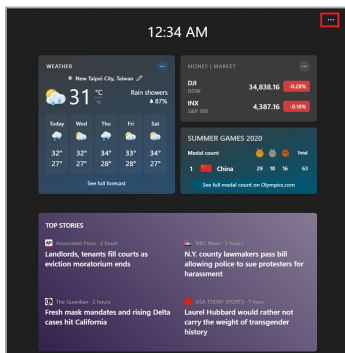 12:34 AM
WEATHER
New Taipei City, Taiwan
31 °C
°F
Rain showers
87%
Today Wed Thu Fri Sat
32° 32° 33° 33° 34°
27° 27° 28° 28° 27°
See full forecast
MONEY | MARKET
DJI
DOW
34,838.16 -0.28%
INX
S&P 500
4,387.16 -0.18%
SUMMER GAMES 2020
Medal count Total
1 China 29 18 16 63
See full medal count on Olympics.com
TOP STORIES
AP Associated Press · 2 hours
Landlords, tenants fill courts as
eviction moratorium ends
NBC News · 2 hours
N.Y. county lawmakers pass bill
allowing police to sue protesters for
harassment
The Guardian · 2 hours
Fresh mask mandates and rising Delta
cases hit California
USA TODAY SPORTS · 1 hour
Laurel Hubbard would rather not
carry the weight of transgender
history